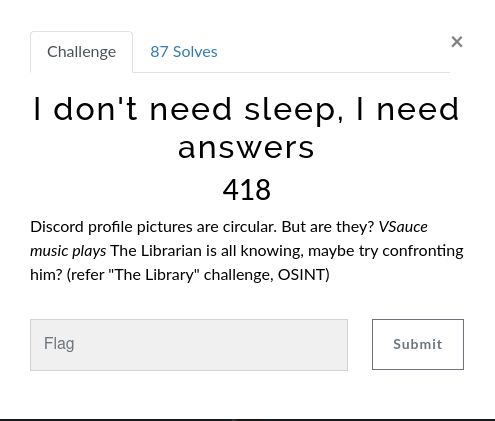 Challenge
87 Solves
×
I don't need sleep, I need
answers
418
Discord profile pictures are circular. But are they? VSauce
music plays The Librarian is all knowing, maybe try confronting
him? (refer "The Library" challenge, OSINT)
Flag
Submit